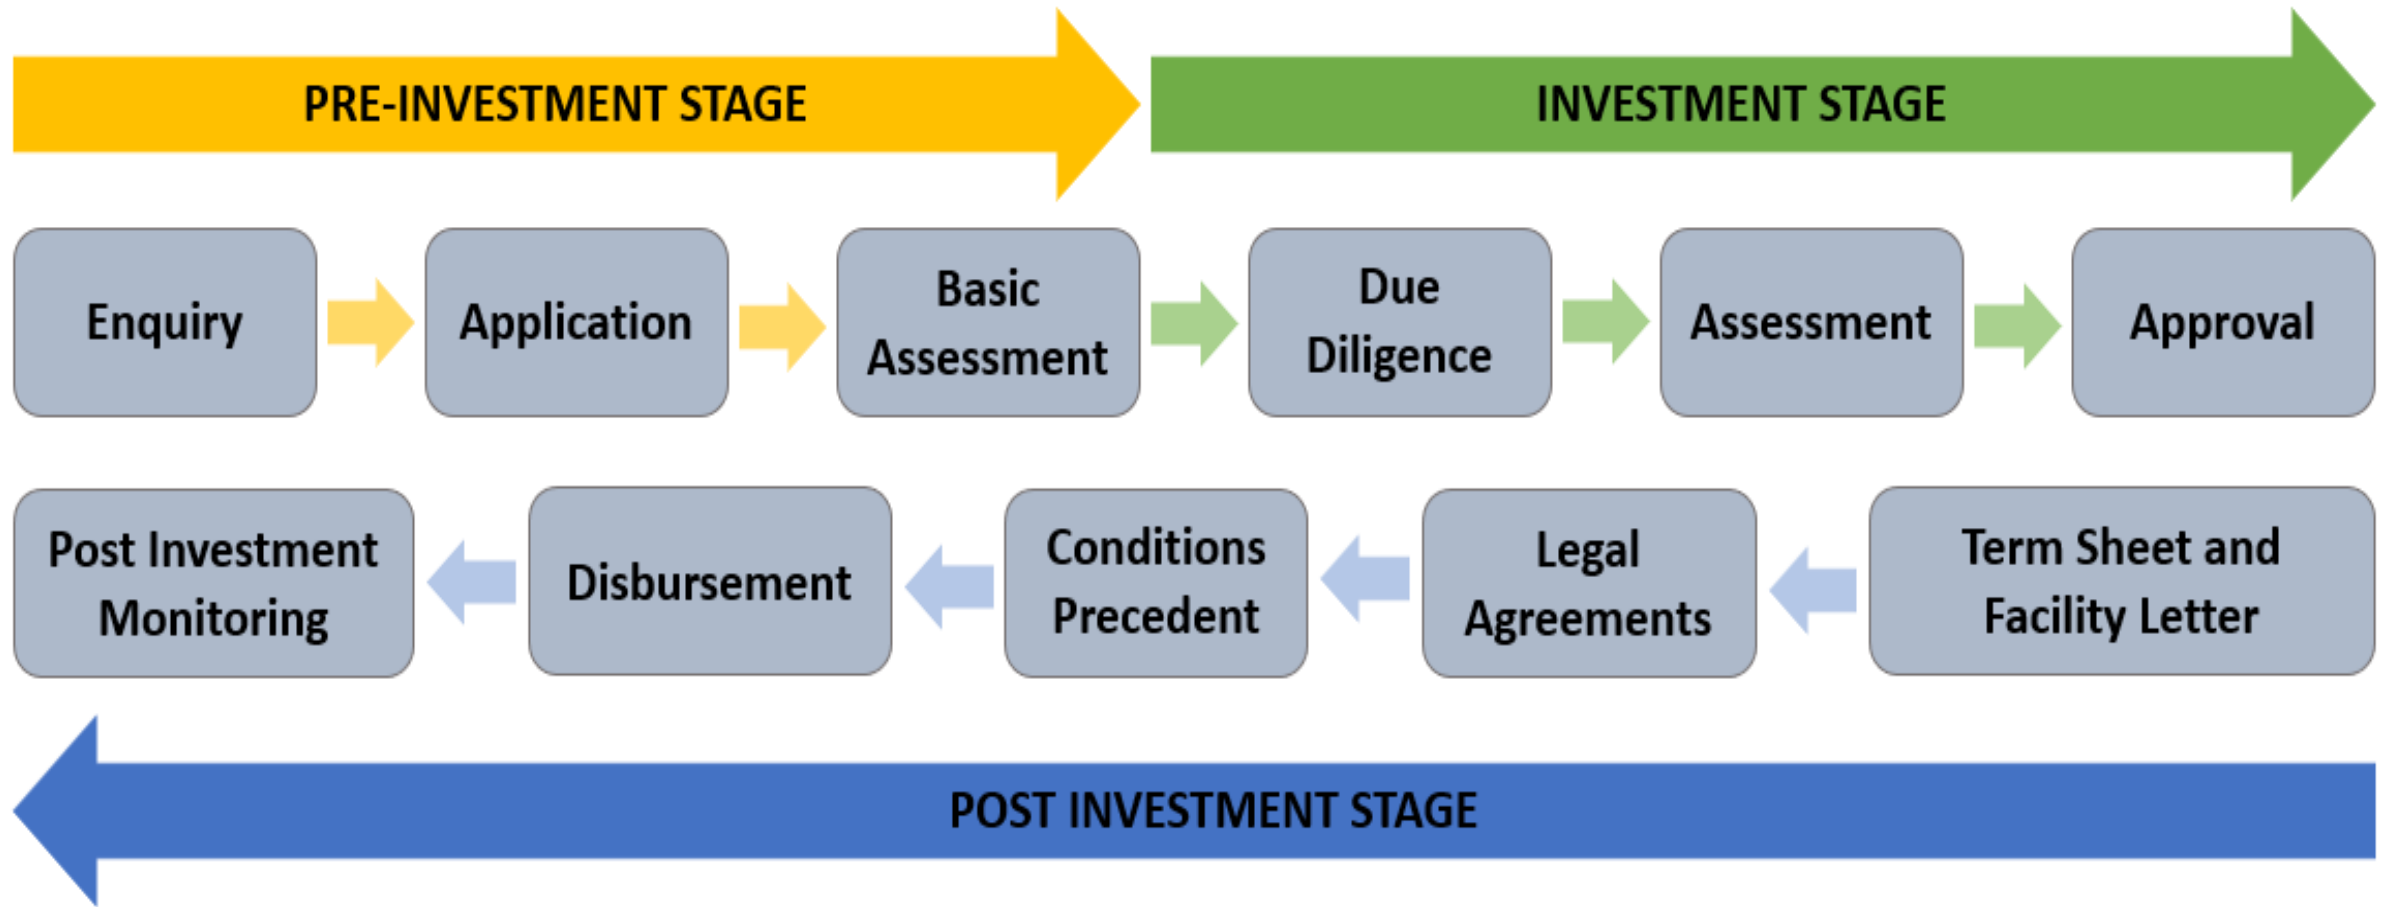 PRE-INVESTMENT STAGE
INVESTMENT STAGE
Enquiry
Application
Basic
Assessment
Due
Diligence
Assessment
Approval
Post Investment
Monitoring
Disbursement
Conditions
Precedent
Legal
Agreements
Term Sheet and
Facility Letter
POST INVESTMENT STAGE